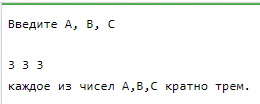 Введите A, B, C
3 3 3
каждое из чисел A,B,C кратно трем.